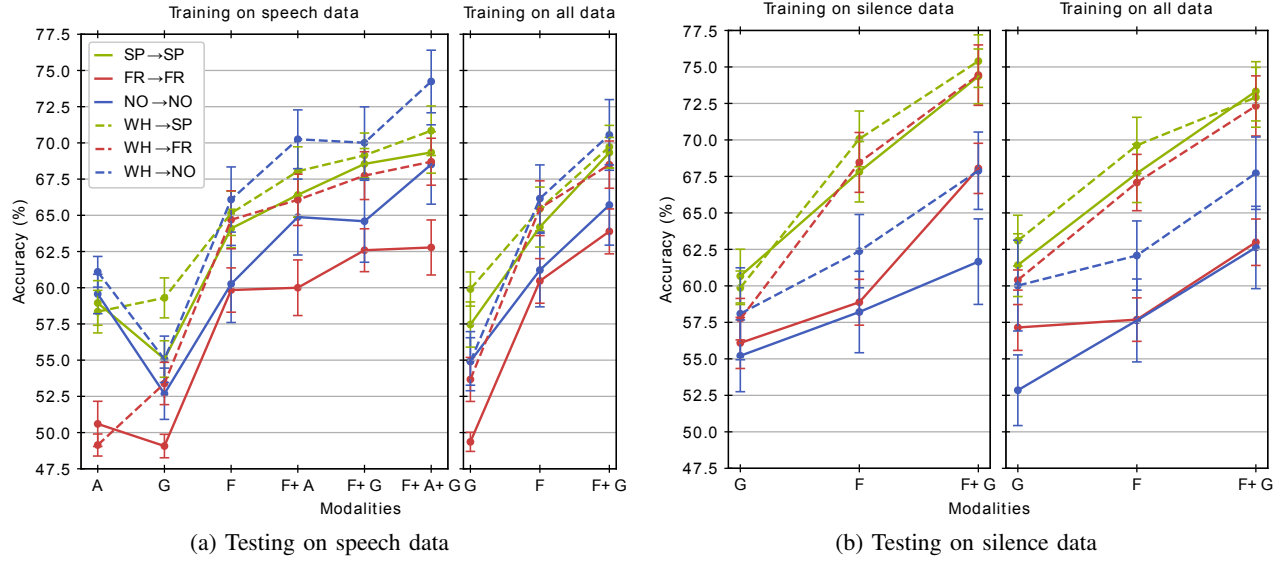 Training on speech data
Training on all data
77.5
75.0
72.5
70.0
67.5
65.0
62.5
60.0
57.5
55.0
52.5
50.0
47.5
Accuracy (%)
SP→SP
FR→FR
NO→NO
WH→SP
WH→FR
WH→NO
A
G
F
F+ A
F+ G
F+ A+ G
G
F
F+ G
Modalities
(a) Testing on speech data
Training on silence data
Training on all data
77.5
75.0
72.5
70.0
67.5
65.0
62.5
60.0
57.5
55.0
52.5
50.0
47.5
Accuracy (%)
G
F
F+ G
G
F
F+ G
Modalities
(b) Testing on silence data